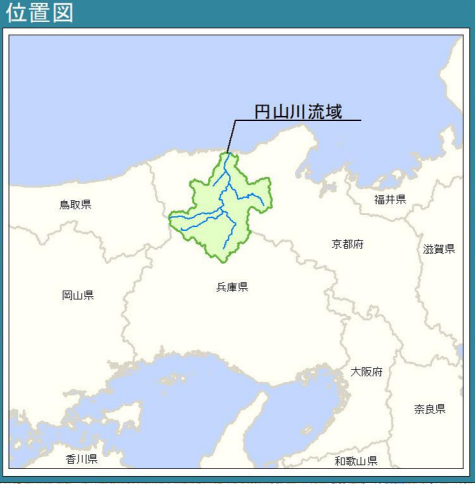 位置図
円山川流域
鳥取県
福井県
京都府
滋賀県
岡山県
兵庫県
大阪府
奈良県
香川県
和歌山県